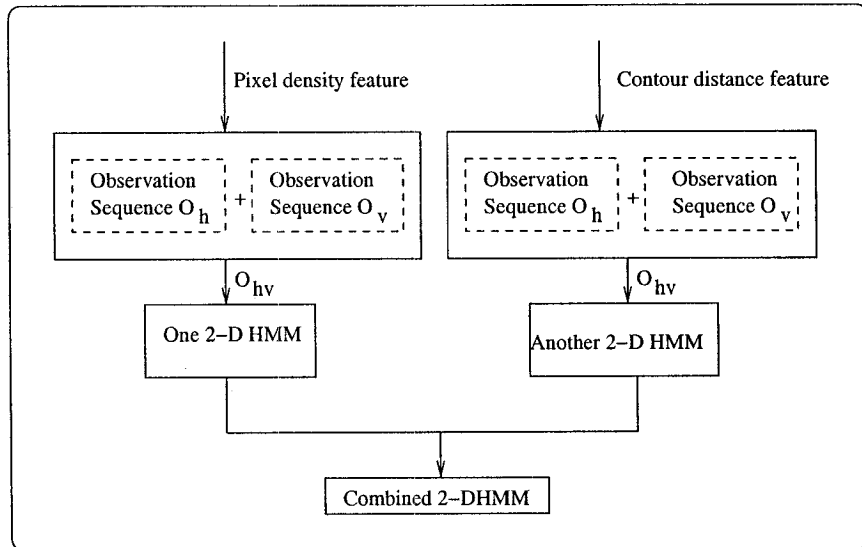 Pixel density feature
Contour distance feature
Observation
Sequence O h
+
Observation
Sequence O v
Observation
Sequence O h
+
Observation
Sequence O v
O hv
O hv
One 2-D HMM
Another 2-D HMM
Combined 2-DHMM